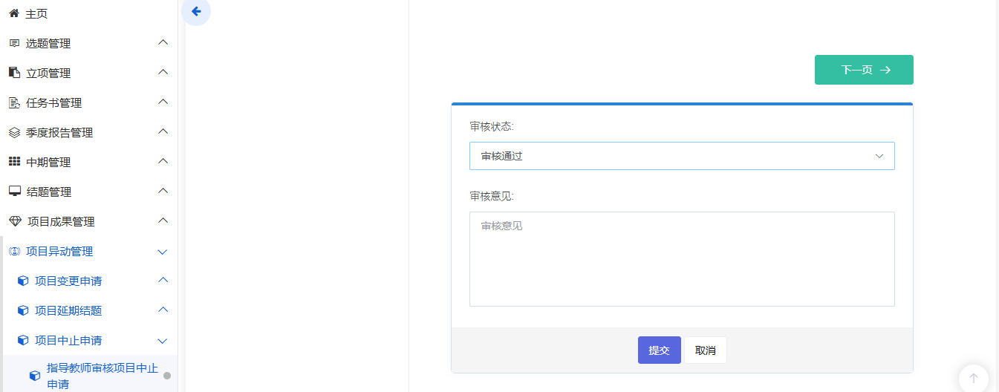 主页
选题管理
立项管理
任务书管理
季度报告管理
中期管理
结题管理
项目成果管理
项目异动管理
项目变更申请
项目延期结题
项目中止申请
指导教师审核项目中止
申请
下一页
审核状态:
审核通过
审核意见:
审核意见
提交
取消